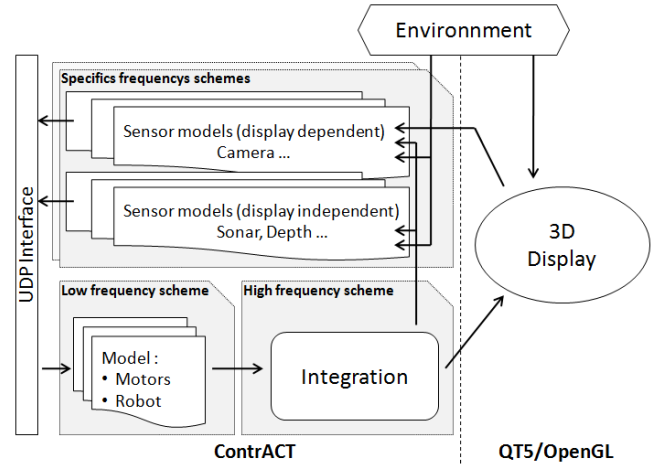 Environnment
Specifics frequencys schemes
Sensor models (display dependent)
Camera ...
Sensor models (display independent)
Sonar, Depth ...
UDP Interface
3D
Display
Low frequency scheme
High frequency scheme
Model :
• Motors
• Robot
Integration
ContrACT
QT5/OpenGL